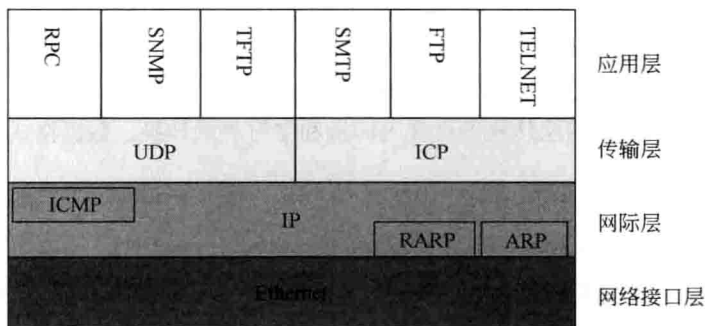 RPC
SNMP
TFTP
SMTP
FTP
TELNET
应用层
UDP
ICP
传输层
ICMP
IP
RARP
ARP
网际层
Ethernet
网络接口层